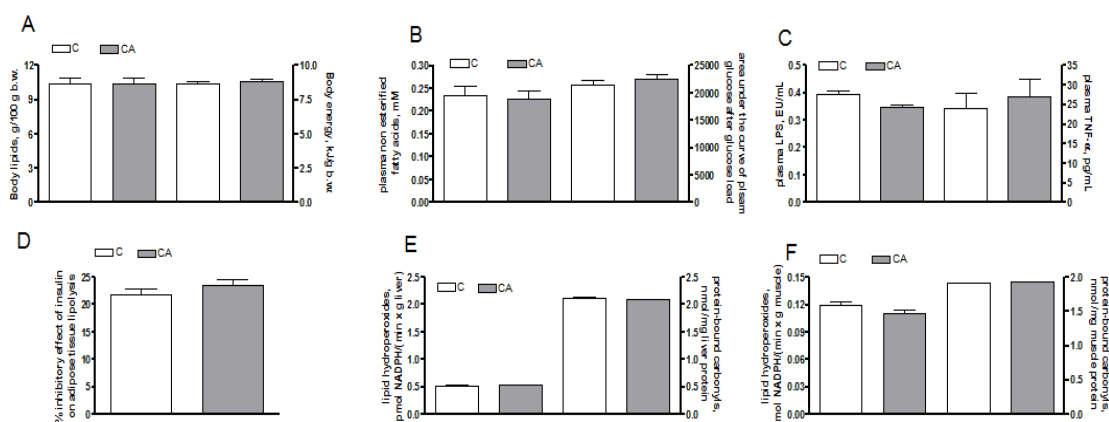 A
C CA
Body lipids, g/100 g b.w.
12
9
6
3
0
10.0
7.5
5.0
2.5
0.0
Body energy, kJ/g b.w.
B
C CA
plasma non esterified
fatty acids, mM
0.30
0.25
0.20
0.15
0.10
0.05
0.00
25000
20000
15000
10000
5000
0
area under the curve of plsam
glucose after glucose load
C
C CA
plasma LPS, EU/mL
0.5
0.4
0.3
0.2
0.1
0.0
35
30
25
20
15
10
5
0
plasma TNF-α, pg/mL
D
C CA
% inhibitory effect of insulin
on adipose tissue lipolysis
25
20
15
10
5
0
E
C CA
lipid hydroperoxides,
pmol NADPH/(min x g liver)
2.5
2.0
1.5
1.0
0.5
0.0
2.5
2.0
1.5
1.0
0.5
0.0
protein-bound carbonyls,
nmol/mg liver protein
F
C CA
lipid hydroperoxides,
mol NADPH/(min x g muscle)
0.15
0.12
0.09
0.06
0.03
0.00
2.0
1.5
1.0
0.5
0.0
protein-bound carbonyls,
nmol/mg muscle protein